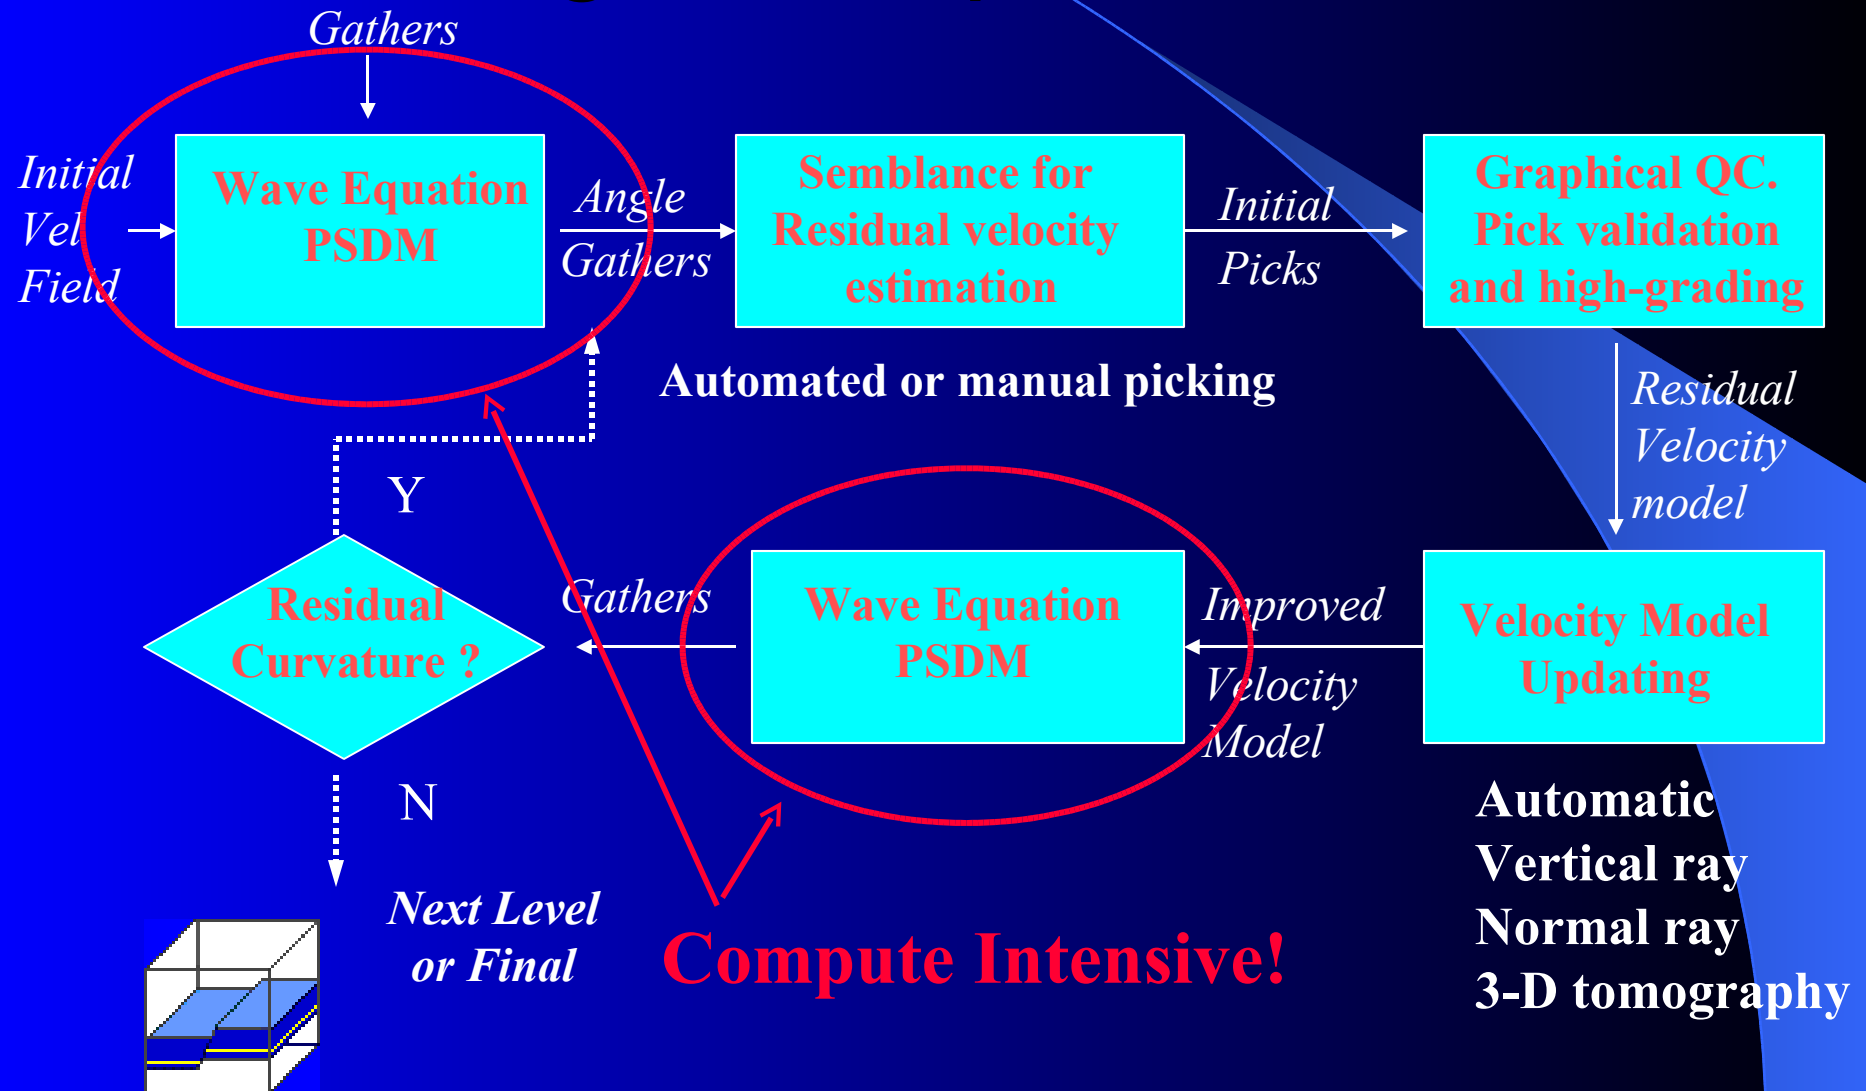 Gathers
Initial
Vel
Field
Wave Equation
PSDM
Angle
Gathers
Semblance for
Residual velocity
estimation
Initial
Picks
Graphical QC.
Pick validation
and high-grading
Automated or manual picking
Residual
Velocity
model
Y
Residual
Curvature ?
Gathers
Wave Equation
PSDM
Improved
Velocity
Model
Velocity Model
Updating
N
Next Level
or Final
Compute Intensive!
Automatic
Vertical ray
Normal ray
3-D tomography